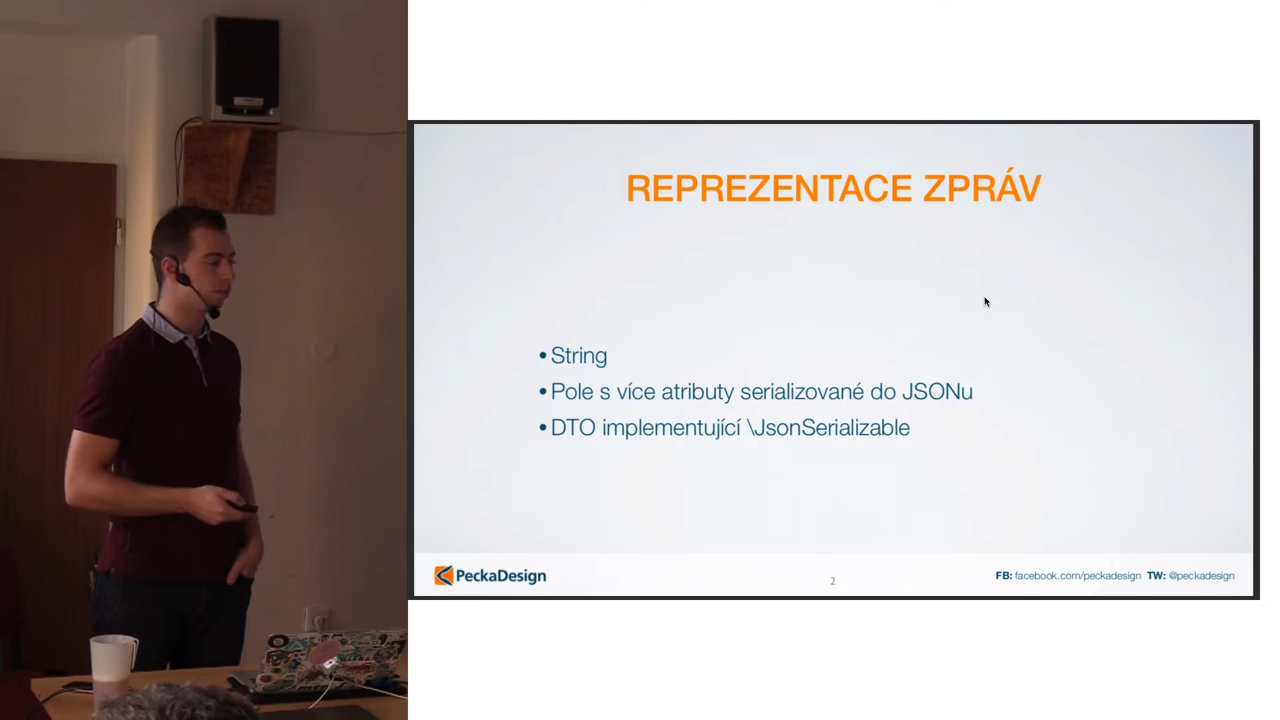 REPREZENTACE ZPRÁV
• String
• Pole s více atributy serializované do JSONu
• DTO implementující \JsonSerializable
PeckaDesign
2
FB: facebook.com/peckadesign TW: @peckadesign